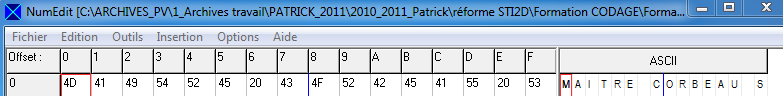 NumEdit [C:\ARCHIVES_PV\1_Archives travail\PATRICK_2011\2010_2011_Patrick\réforme STI2D\Formation CODAGE\Forma...
Fichier Edition Outils Insertion Options Aide
Offset : 0 1 2 3 4 5 6 7 8 9 A B C D E F ASCII
0 4D 41 49 54 52 45 20 43 4F 52 42 45 41 55 20 53 M A I T R E C O R B E A U S